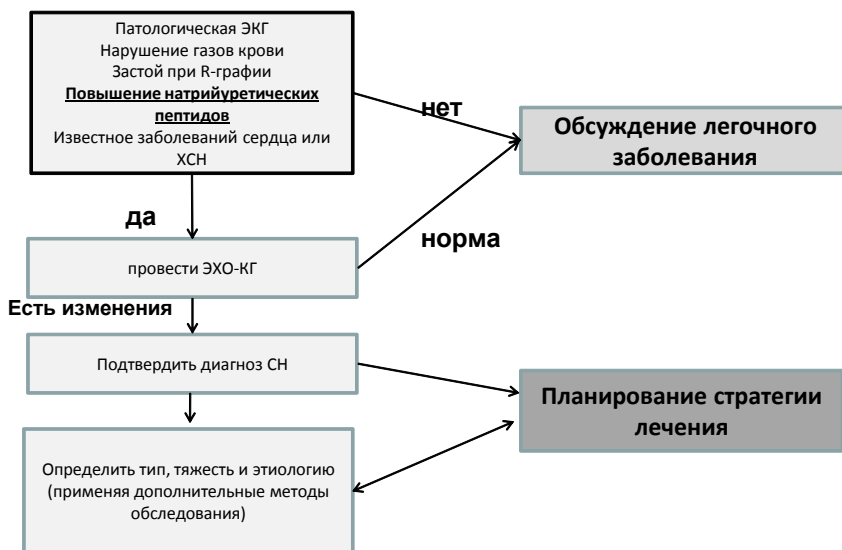 Патологическая ЭКГ
Нарушение газов крови
Застой при R-графии
Повышение натрийуретических
пептидов
Известное заболеваний сердца или
ХСН
нет
Обсуждение легочного
заболевания
да
норма
провести ЭХО-КГ
Есть изменения
Подтвердить диагноз СН
Планирование стратегии
лечения
Определить тип, тяжесть и этиологию
(применяя дополнительные методы
обследования)